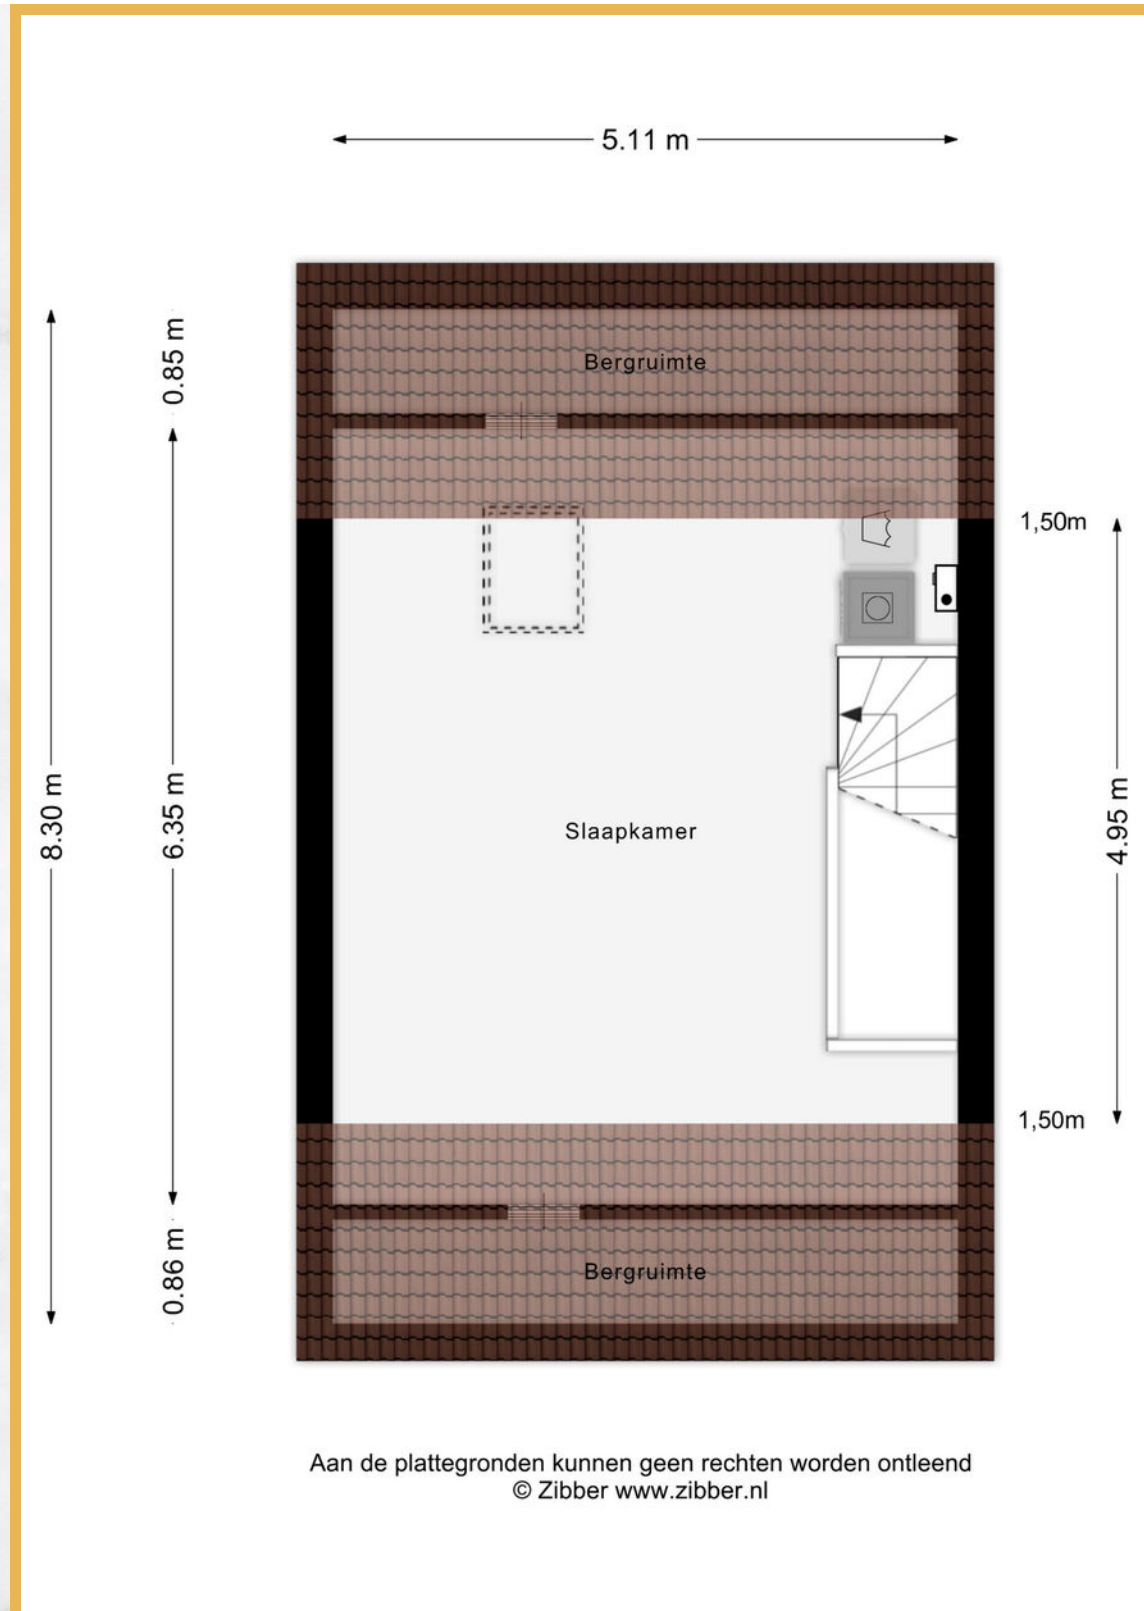 5.11 m
0.85 m
Bergruimte
1,50m
8.30 m
6.35 m
Slaapkamer
4.95 m
1,50m
0.86 m
Bergruimte
Aan de plattegronden kunnen geen rechten worden ontleend
© Zibber www.zibber.nl